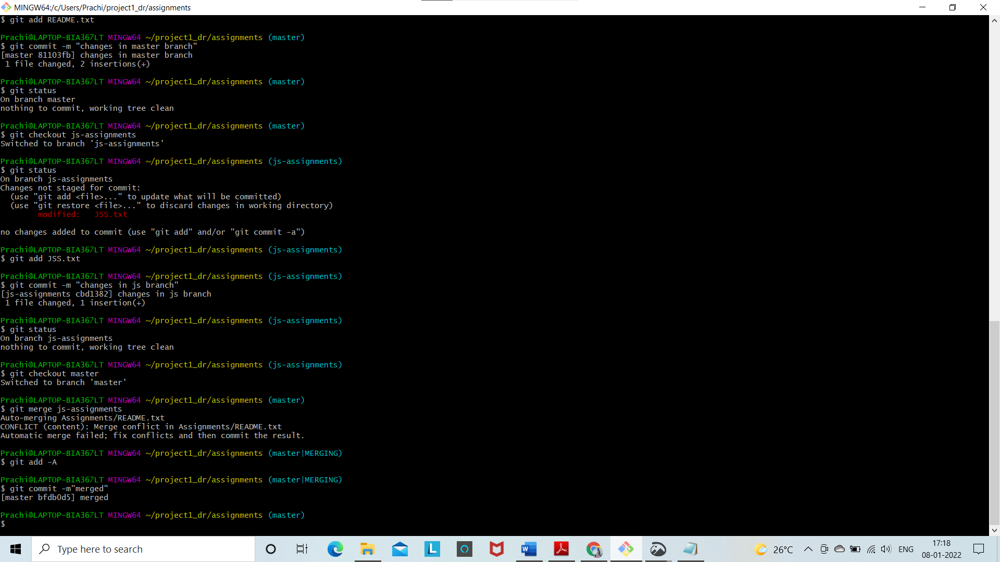 MINGW64:/c/Users/Prachi/project1_dr/assignments
$ git add README.txt
Prachi@LAPTOP-BIA367LT MINGW64 ~/project1_dr/assignments (master)
$ git commit -m "changes in master branch"
[master 81103fb] changes in master branch
 1 file changed, 2 insertions(+)
Prachi@LAPTOP-BIA367LT MINGW64 ~/project1_dr/assignments (master)
$ git status
On branch master
nothing to commit, working tree clean
Prachi@LAPTOP-BIA367LT MINGW64 ~/project1_dr/assignments (master)
$ git checkout js-assignments
Switched to branch 'js-assignments'
Prachi@LAPTOP-BIA367LT MINGW64 ~/project1_dr/assignments (js-assignments)
$ git status
On branch js-assignments
Changes not staged for commit:
  (use "git add <file>..." to update what will be committed)
  (use "git restore <file>..." to discard changes in working directory)
        modified:   JSS.txt
no changes added to commit (use "git add" and/or "git commit -a")
Prachi@LAPTOP-BIA367LT MINGW64 ~/project1_dr/assignments (js-assignments)
$ git add JSS.txt
Prachi@LAPTOP-BIA367LT MINGW64 ~/project1_dr/assignments (js-assignments)
$ git commit -m "changes in js branch"
[js-assignments cbd1382] changes in js branch
 1 file changed, 1 insertion(+)
Prachi@LAPTOP-BIA367LT MINGW64 ~/project1_dr/assignments (js-assignments)
$ git status
On branch js-assignments
nothing to commit, working tree clean
Prachi@LAPTOP-BIA367LT MINGW64 ~/project1_dr/assignments (js-assignments)
$ git checkout master
Switched to branch 'master'
Prachi@LAPTOP-BIA367LT MINGW64 ~/project1_dr/assignments (master)
$ git merge js-assignments
Auto-merging Assignments/README.txt
CONFLICT (content): Merge conflict in Assignments/README.txt
Automatic merge failed; fix conflicts and then commit the result.
Prachi@LAPTOP-BIA367LT MINGW64 ~/project1_dr/assignments (master|MERGING)
$ git add -A
Prachi@LAPTOP-BIA367LT MINGW64 ~/project1_dr/assignments (master|MERGING)
$ git commit -m"merged"
[master bfdb0d5] merged
Prachi@LAPTOP-BIA367LT MINGW64 ~/project1_dr/assignments (master)
$
Type here to search
L
W
26°C
ENG
17:18
08-01-2022